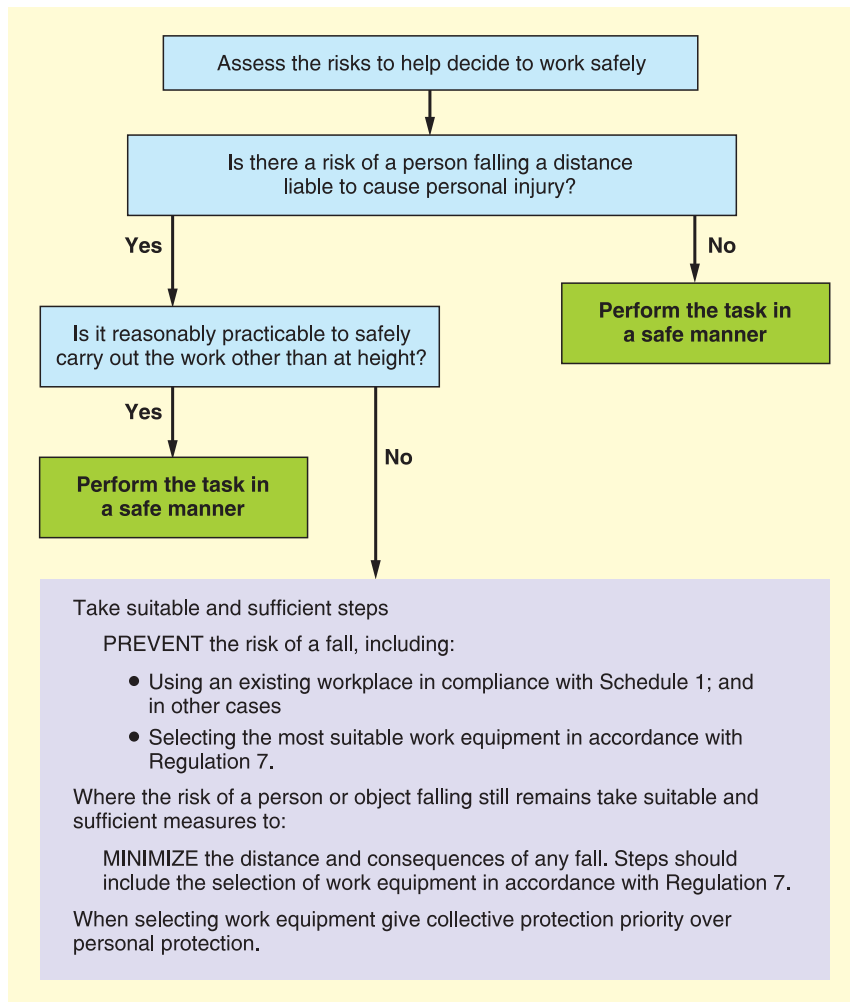 Assess the risks to help decide to work safely
Is there a risk of a person falling a distance
liable to cause personal injury?
Yes
No
Perform the task in
a safe manner
Is it reasonably practicable to safely
carry out the work other than at height?
Yes
No
Perform the task in
a safe manner
Take suitable and sufficient steps
PREVENT the risk of a fall, including:
• Using an existing workplace in compliance with Schedule 1; and
in other cases
• Selecting the most suitable work equipment in accordance with
Regulation 7.
Where the risk of a person or object falling still remains take suitable and
sufficient measures to:
MINIMIZE the distance and consequences of any fall. Steps should
include the selection of work equipment in accordance with Regulation 7.
When selecting work equipment give collective protection priority over
personal protection.